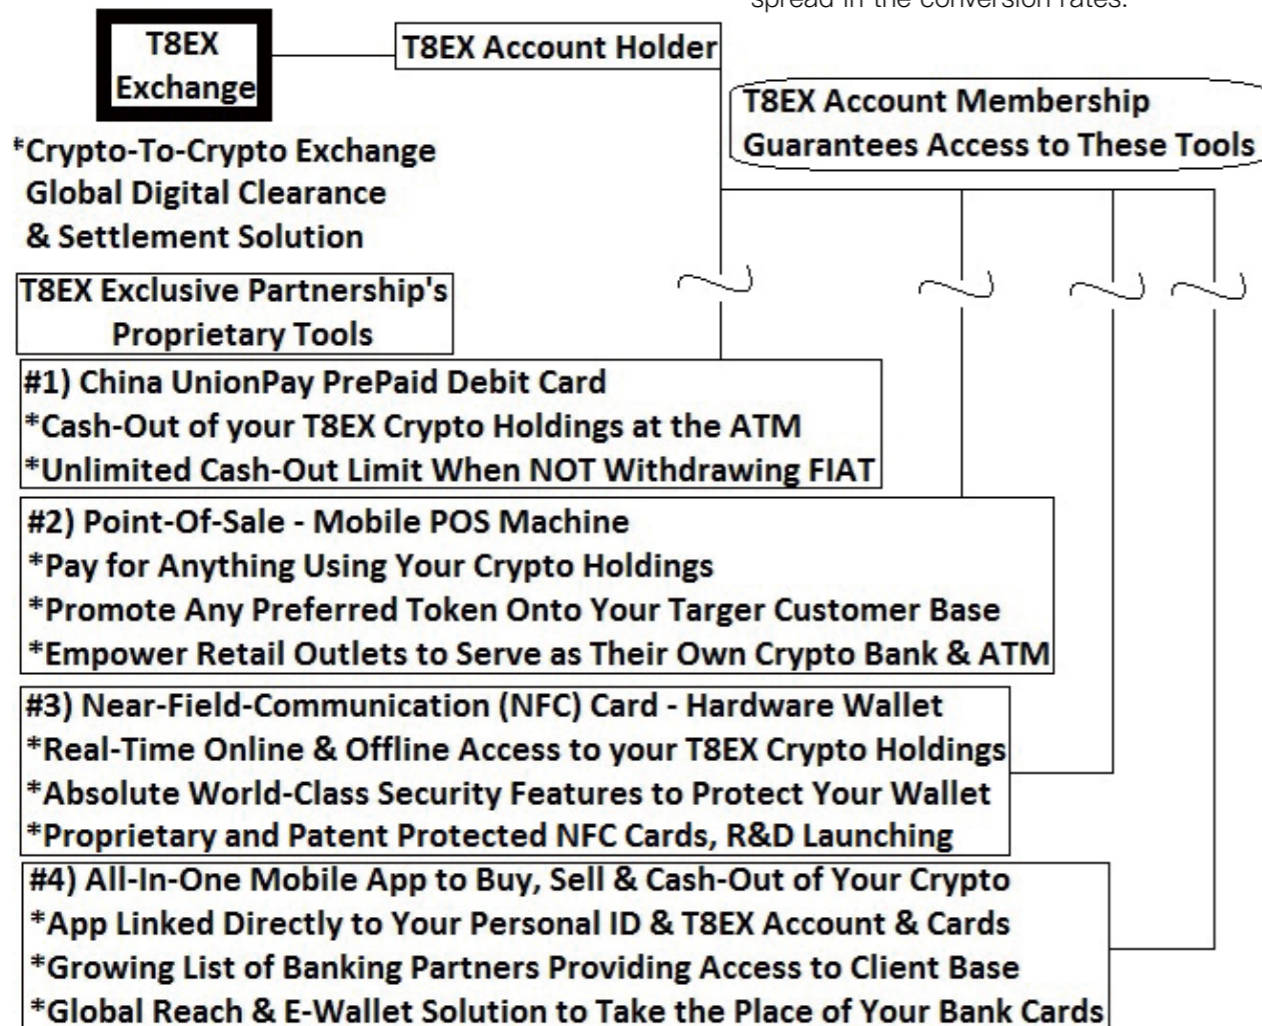 spread in the conversion rates.
T8EX
Exchange
T8EX Account Holder
T8EX Account Membership
Guarantees Access to These Tools
*Crypto-To-Crypto Exchange
Global Digital Clearance
& Settlement Solution
T8EX Exclusive Partnership's
Proprietary Tools
#1) China UnionPay PrePaid Debit Card
*Cash-Out of your T8EX Crypto Holdings at the ATM
*Unlimited Cash-Out Limit When NOT Withdrawing FIAT
#2) Point-Of-Sale - Mobile POS Machine
*Pay for Anything Using Your Crypto Holdings
*Promote Any Preferred Token Onto Your Targer Customer Base
*Empower Retail Outlets to Serve as Their Own Crypto Bank & ATM
#3) Near-Field-Communication (NFC) Card - Hardware Wallet
*Real-Time Online & Offline Access to your T8EX Crypto Holdings
*Absolute World-Class Security Features to Protect Your Wallet
*Proprietary and Patent Protected NFC Cards, R&D Launching
#4) All-In-One Mobile App to Buy, Sell & Cash-Out of Your Crypto
*App Linked Directly to Your Personal ID & T8EX Account & Cards
*Growing List of Banking Partners Providing Access to Client Base
*Global Reach & E-Wallet Solution to Take the Place of Your Bank Cards